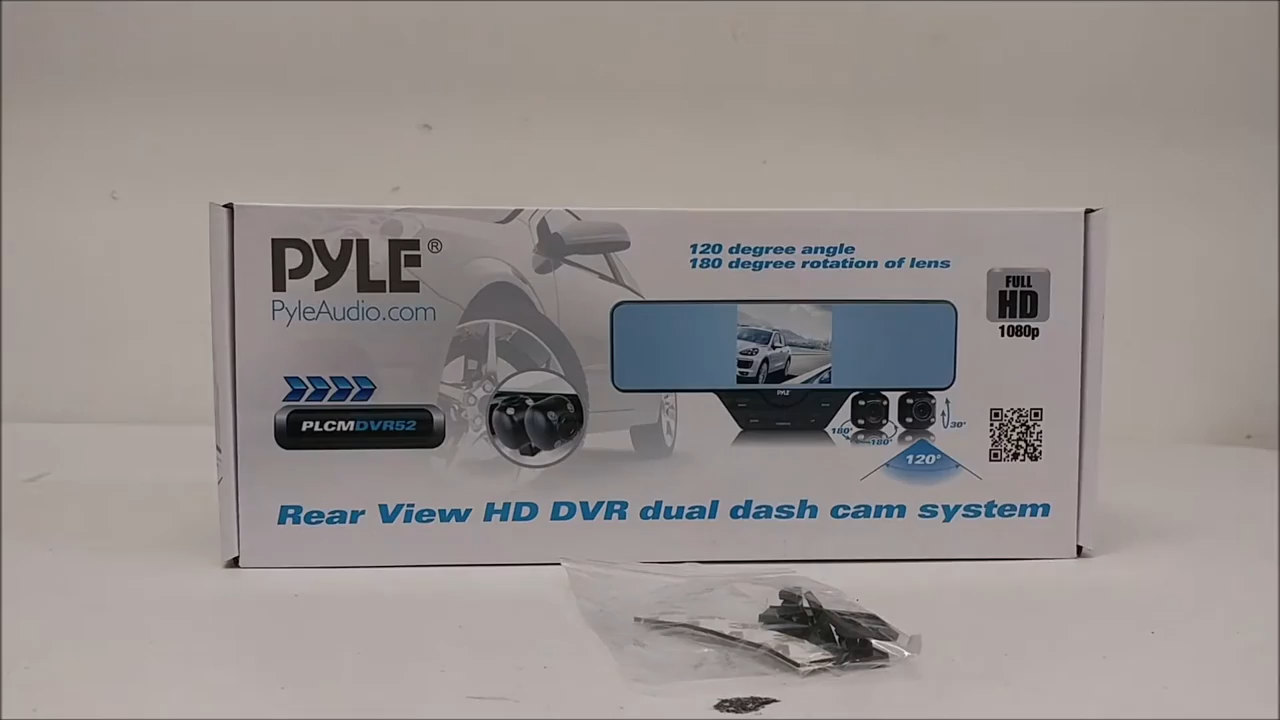 PYLE®
PyleAudio.com
PLCMDVR52
120 degree angle
180 degree rotation of lens
FULL
HD
1080p
PYLE
180°
180°
30°
120°
Rear View HD DVR dual dash cam system